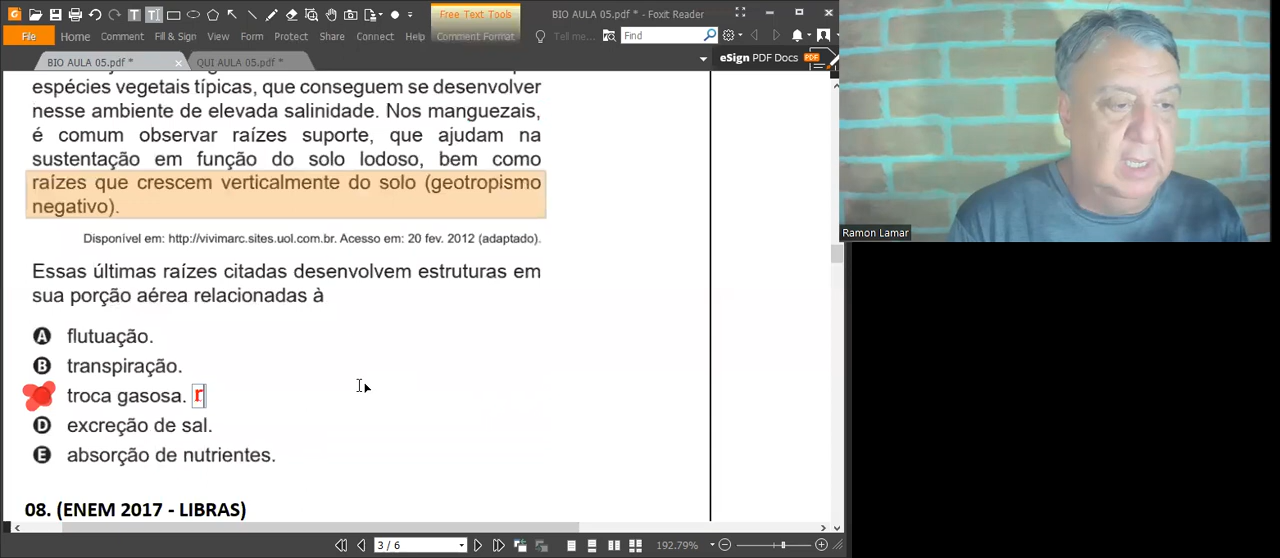 Free Text Tools
BIO AULA 05.pdf * - Foxit Reader
File
Home
Comment
Fill & Sign
View
Form
Protect
Share
Connect
Help
Comment Format
Tell me...
Find
BIO AULA 05.pdf *
QUI AULA 05.pdf *
eSign PDF Docs
PDF
espécies vegetais típicas, que conseguem se desenvolver
nesse ambiente de elevada salinidade. Nos manguezais,
é comum observar raízes suporte, que ajudam na
sustentação em função do solo lodoso, bem como
raízes que crescem verticalmente do solo (geotropismo
negativo).
Disponível em: http://vivimarc.sites.uol.com.br. Acesso em: 20 fev. 2012 (adaptado).
Essas últimas raízes citadas desenvolvem estruturas em
sua porção aérea relacionadas à
A flutuação.
B transpiração.
troca gasosa. r
D excreção de sal.
E absorção de nutrientes.
08. (ENEM 2017 - LIBRAS)
3 / 6
192.79%
Ramon Lamar